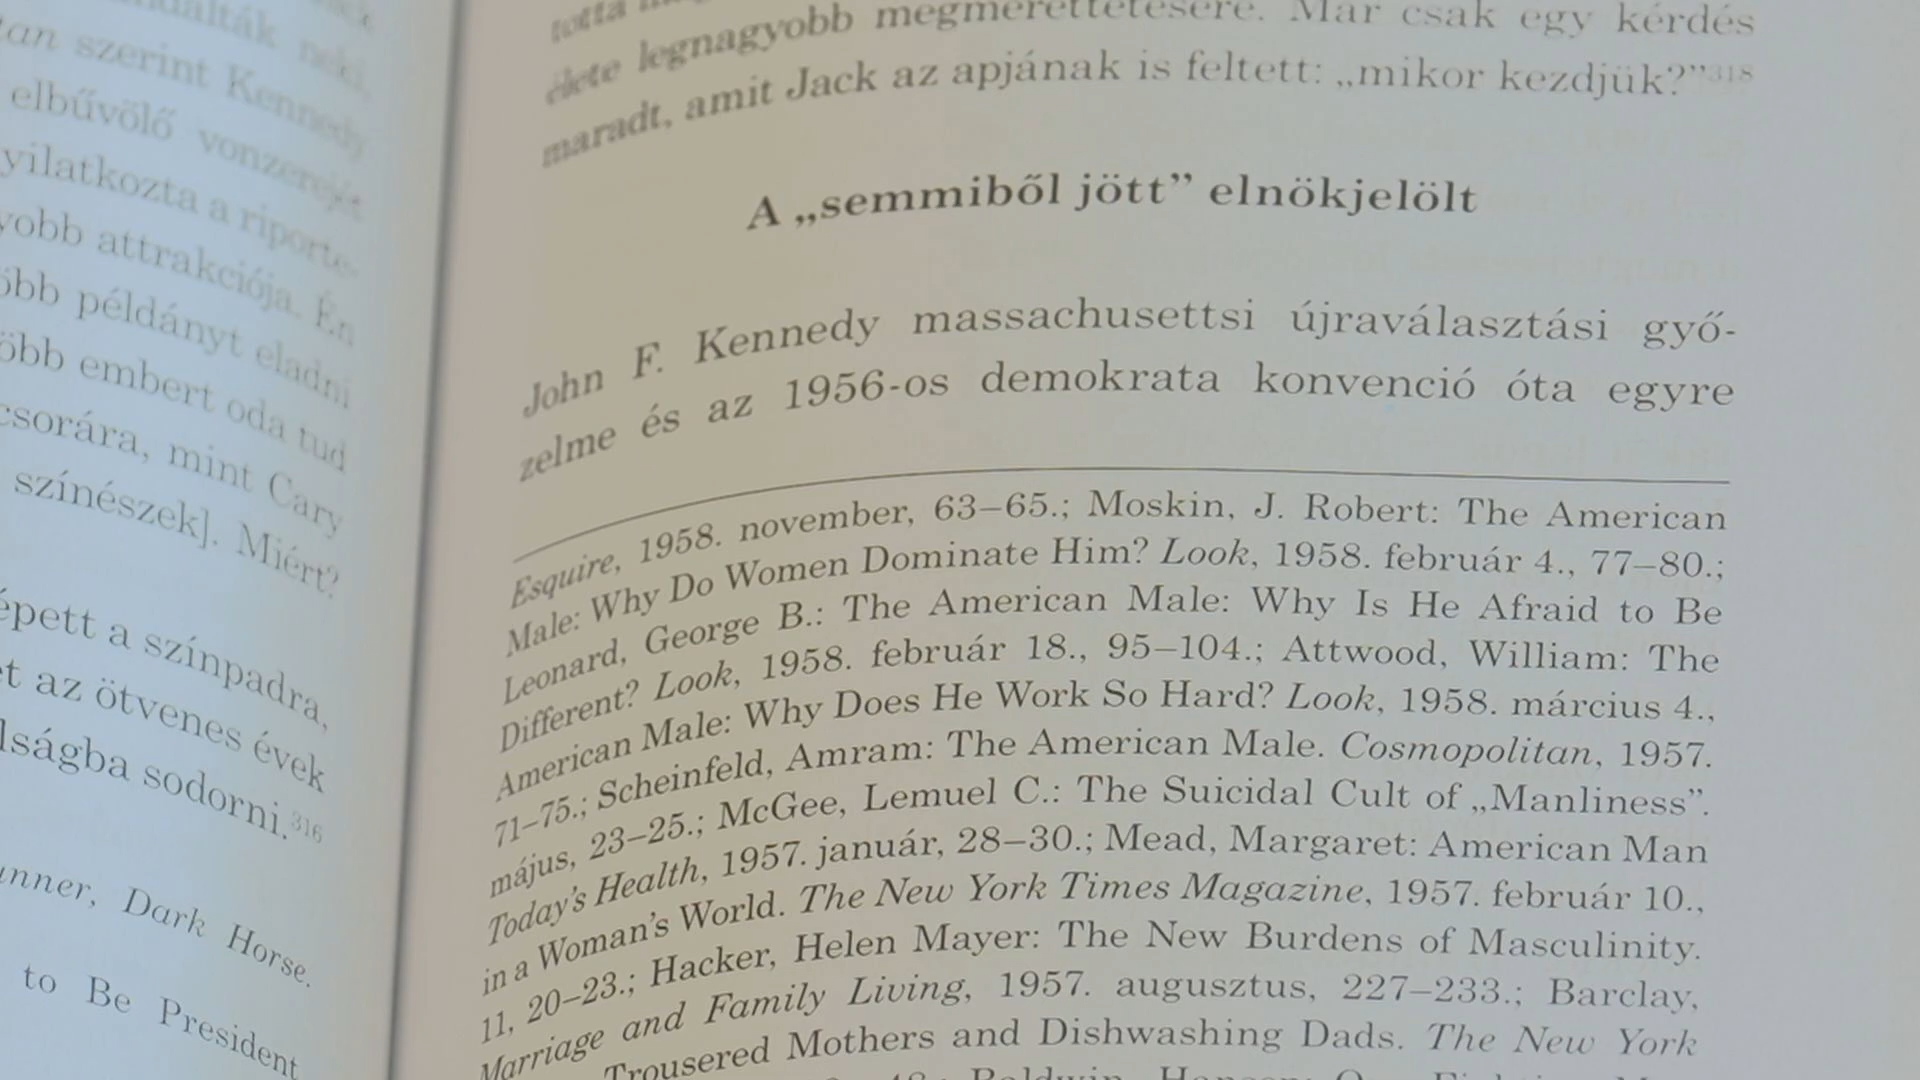 neki,
tan szerint Kennedy
elbűvölő vonzerejét
yilatkozta a riporte-
yobb attrakciója. Én
öbb példányt eladni
öbb embert oda tud
csorára, mint Cary
színészek]. Miért?
épett a színpadra,
t az ötvenes évek
lságba sodorni.³¹⁶
unner, Dark Horse.
to Be President
élete legnagyobb megmérettetésére. Már csak egy kérdés
maradt, amit Jack az apjának is feltett: „mikor kezdjük?”³¹⁸
A „semmiből jött” elnökjelölt
John F. Kennedy massachusettsi újraválasztási győ-
zelme és az 1956-os demokrata konvenció óta egyre
Esquire, 1958. november, 63–65.; Moskin, J. Robert: The American
Male: Why Do Women Dominate Him? Look, 1958. február 4., 77–80.;
Leonard, George B.: The American Male: Why Is He Afraid to Be
Different? Look, 1958. február 18., 95–104.; Attwood, William: The
American Male: Why Does He Work So Hard? Look, 1958. március 4.,
71–75.; Scheinfeld, Amram: The American Male. Cosmopolitan, 1957.
május, 23–25.; McGee, Lemuel C.: The Suicidal Cult of „Manliness”.
Today’s Health, 1957. január, 28–30.; Mead, Margaret: American Man
in a Woman’s World. The New York Times Magazine, 1957. február 10.,
11, 20–23.; Hacker, Helen Mayer: The New Burdens of Masculinity.
Marriage and Family Living, 1957. augusztus, 227–233.; Barclay,
Trousered Mothers and Dishwashing Dads. The New York